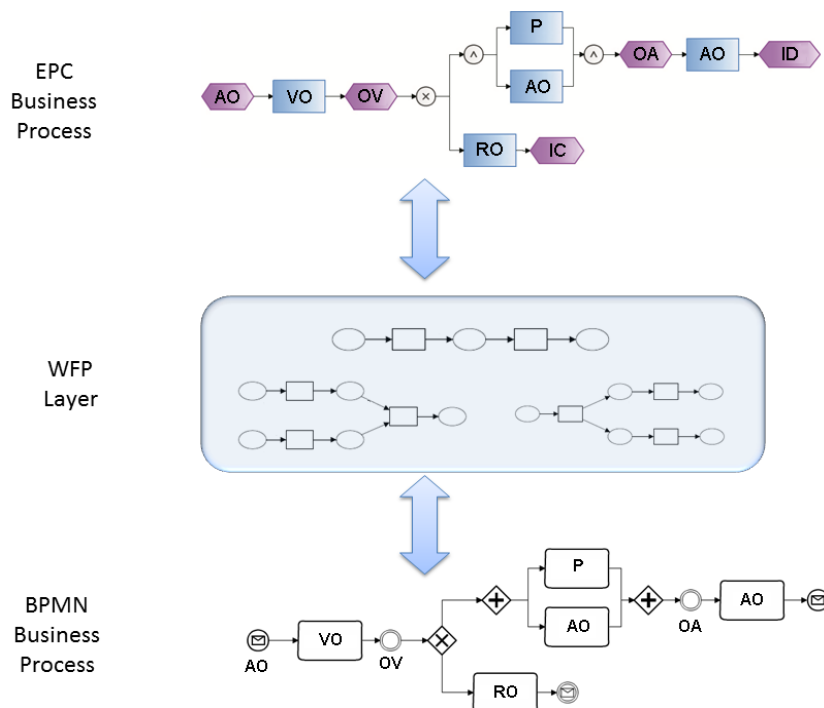 EPC
Business
Process
P
AO
VO
OV
AO
OA
AO
ID
RO
IC
WFP
Layer
BPMN
Business
Process
P
AO
VO
OV
AO
OA
AO
RO